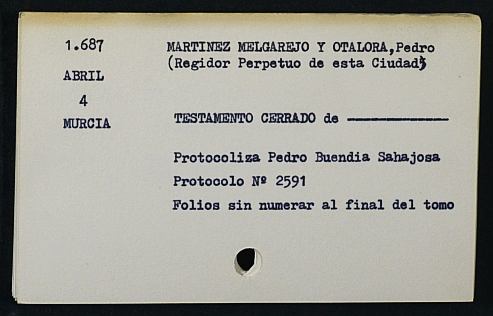 1.687 MARTINEZ MELGAREJO Y OTALORA,Pedro
(Regidor Perpetuo de esta Ciudad)
ABRIL
4
MURCIA TESTAMENTO CERRADO de ---------------
Protocoliza Pedro Buendia Sahajosa
Protocolo Nº 2591
Folios sin numerar al final del tomo